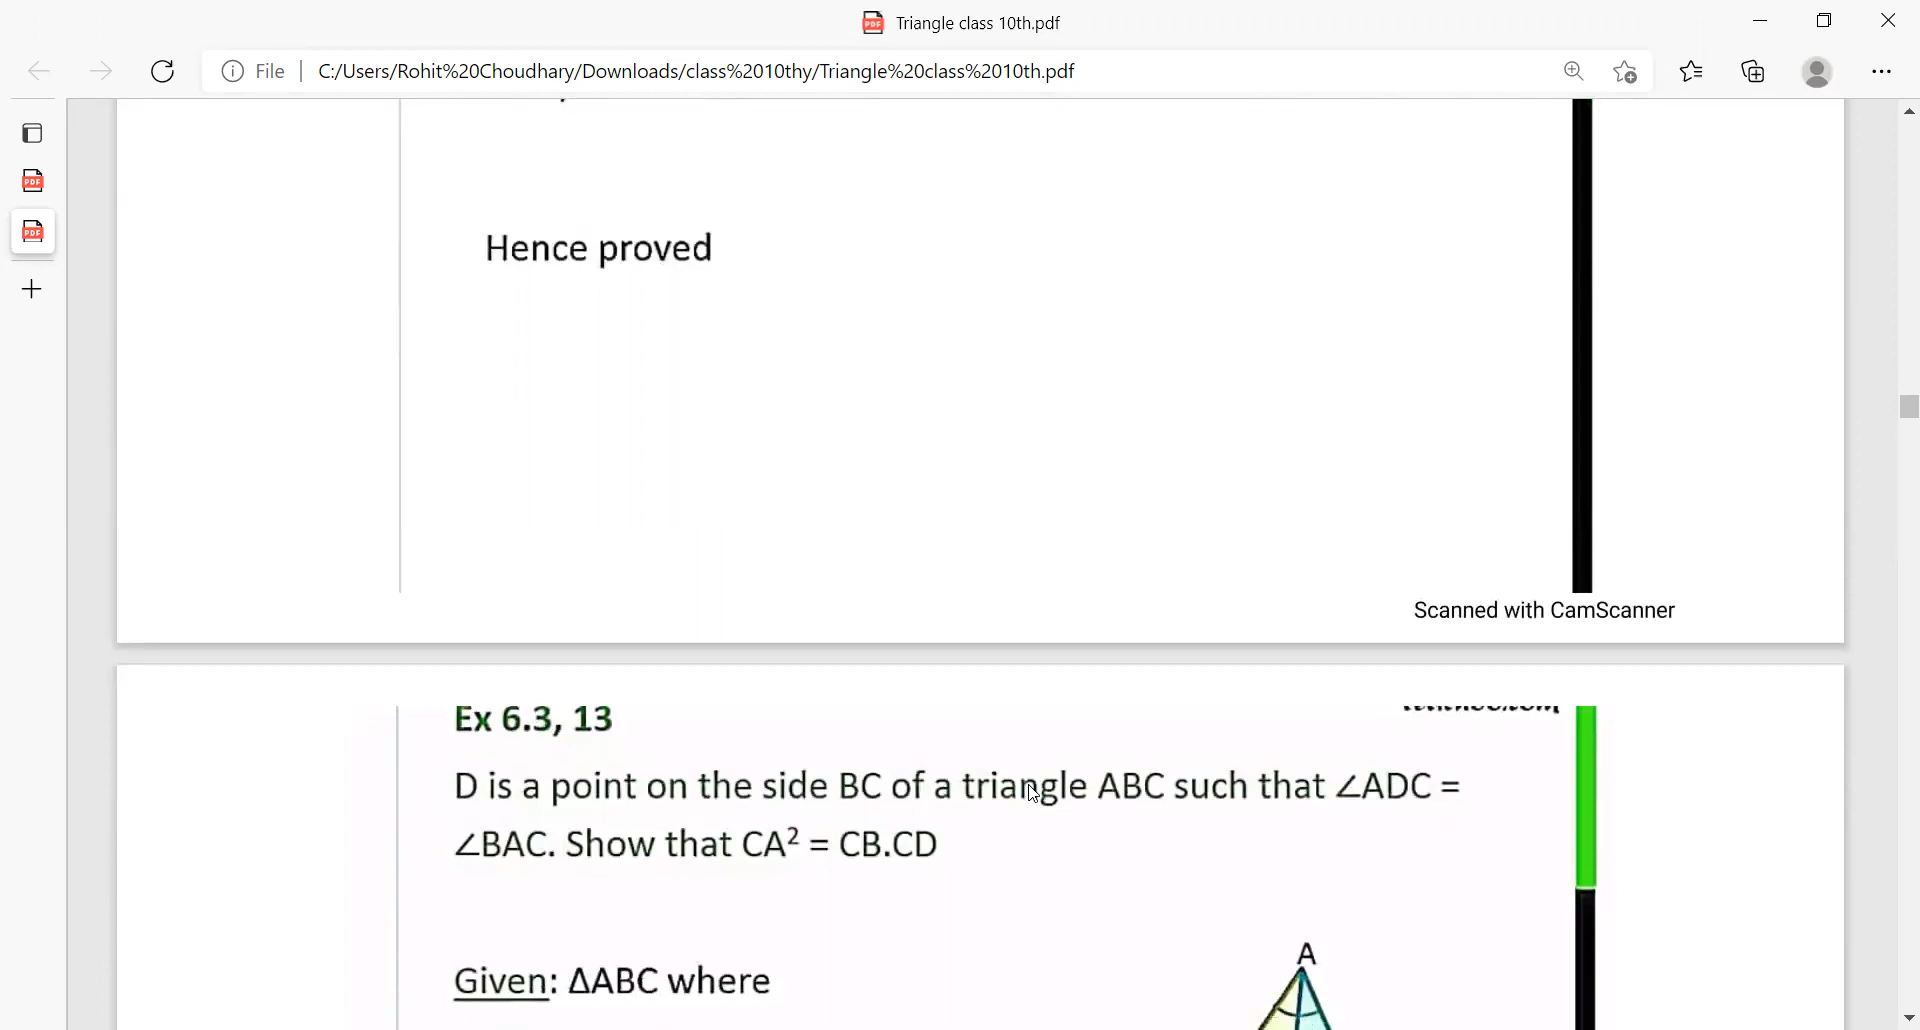 Triangle class 10th.pdf
File
C:/Users/Rohit%20Choudhary/Downloads/class%2010thy/Triangle%20class%2010th.pdf
Hence proved
Scanned with CamScanner
Ex 6.3, 13
D is a point on the side BC of a triangle ABC such that ∠ADC =
∠BAC. Show that CA² = CB.CD
Given: ΔABC where
A